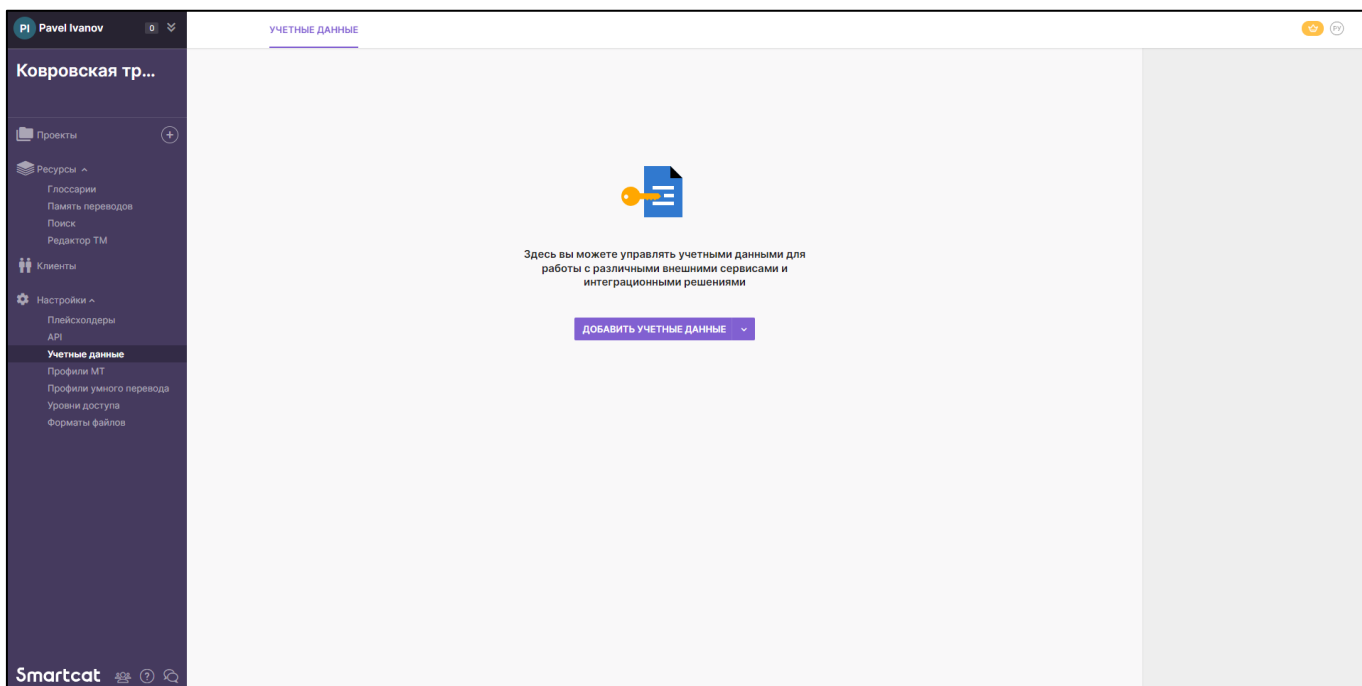 PI Pavel Ivanov 0
УЧЕТНЫЕ ДАННЫЕ
РУ
Ковровская тр...
Проекты
Ресурсы
Глоссарии
Память переводов
Поиск
Редактор ТМ
Клиенты
Настройки
Плейсхолдеры
API
Учетные данные
Профили МТ
Профили умного перевода
Уровни доступа
Форматы файлов
Здесь вы можете управлять учетными данными для
работы с различными внешними сервисами и
интеграционными решениями
ДОБАВИТЬ УЧЕТНЫЕ ДАННЫЕ
Smartcat ?